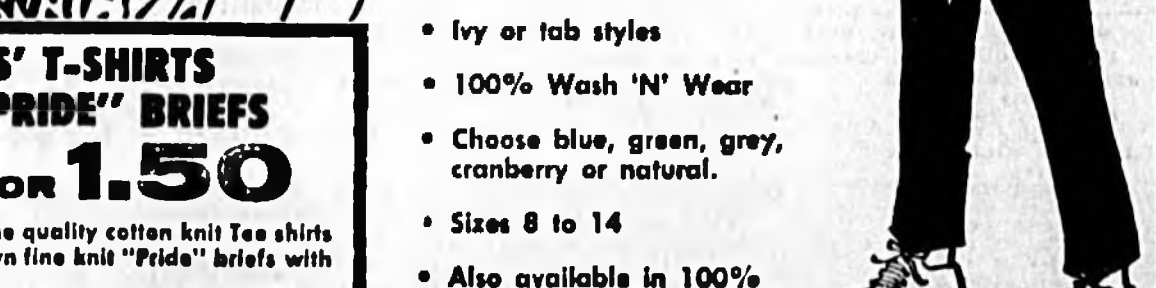 S' T-SHIRTS
PRIDE" BRIEFS
OR 1.50
quality cotton knit Tee shirts
fine knit "Pride" briefs with
• Ivy or tab styles
• 100% Wash 'N' Wear
• Choose blue, green, grey,
cranberry or natural.
• Sizes 8 to 14
• Also available in 100%